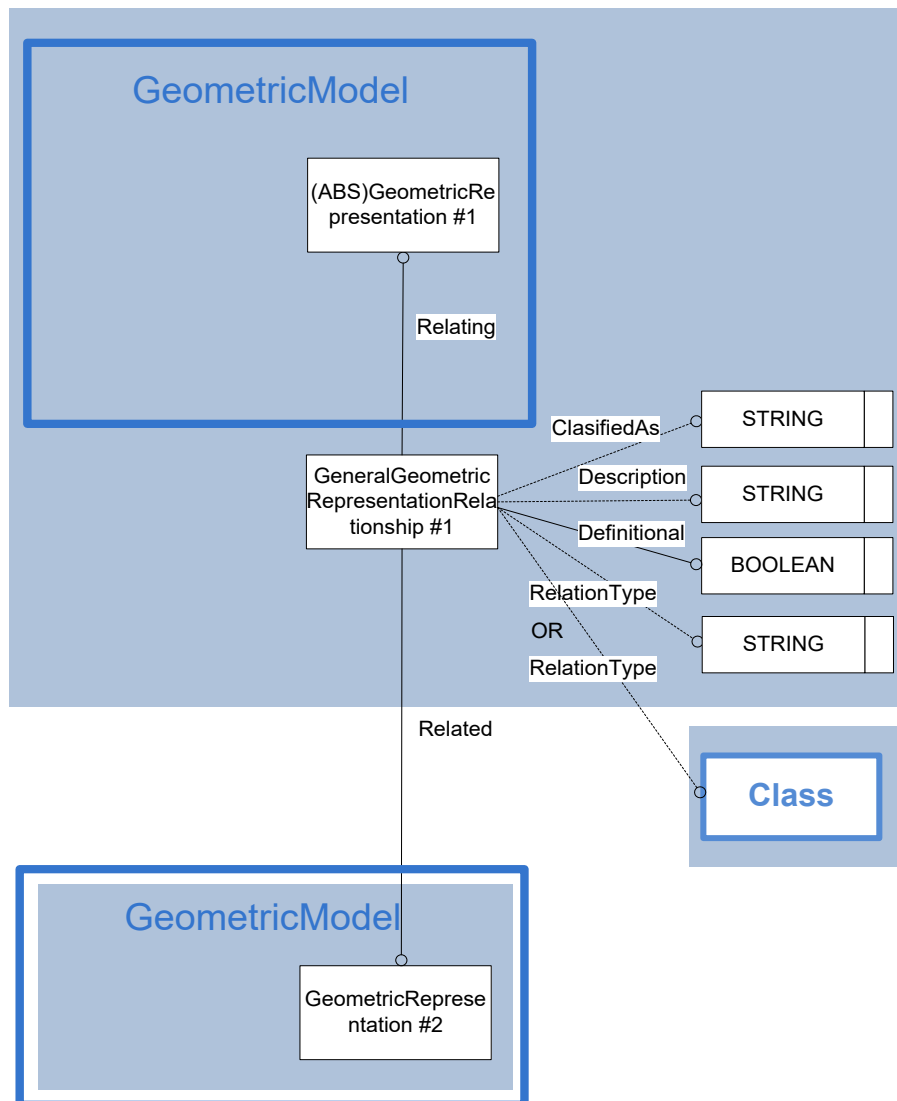 GeometricModel
(ABS)GeometricRe
presentation #1
Relating
ClasifiedAs
STRING
GeneralGeometric
RepresentationRela
tionship #1
Description
STRING
Definitional
BOOLEAN
RelationType
OR
STRING
RelationType
Related
Class
GeometricModel
GeometricReprese
ntation #2